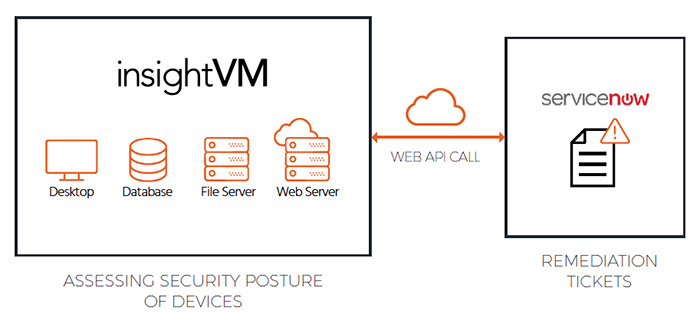 insightVM
Desktop
Database
File Server
Web Server
ASSESSING SECURITY POSTURE
OF DEVICES
WEB API CALL
servicenow
REMEDIATION
TICKETS